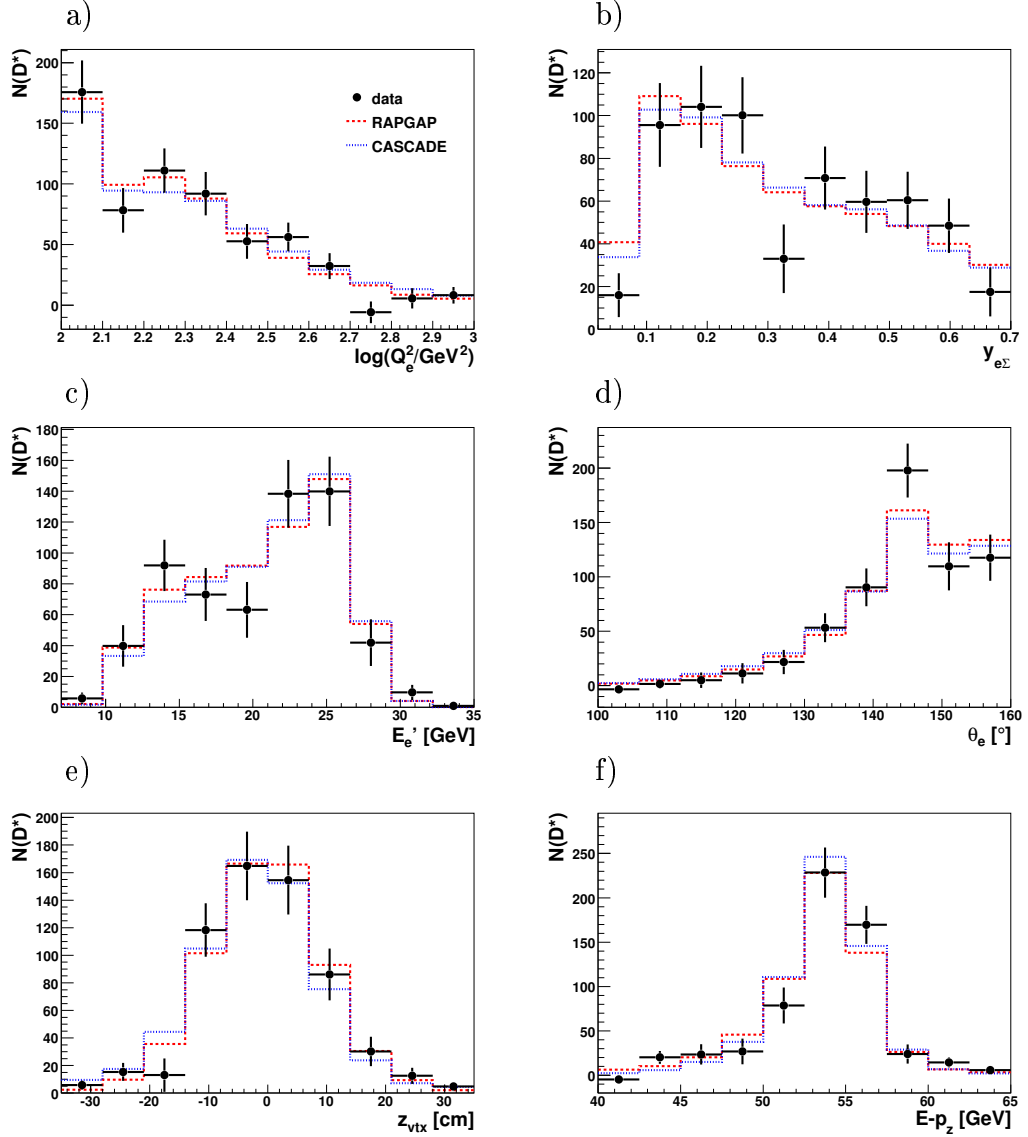 a)
N(D*)
200
150
100
50
0
data
RAPGAP
CASCADE
2 2.1 2.2 2.3 2.4 2.5 2.6 2.7 2.8 2.9 3
log(Q²ₑ/GeV²)
b)
N(D*)
120
100
80
60
40
20
0
0.1 0.2 0.3 0.4 0.5 0.6 0.7
y_eΣ
c)
N(D*)
180
160
140
120
100
80
60
40
20
0
10 15 20 25 30 35
E_e' [GeV]
d)
N(D*)
200
150
100
50
0
100 110 120 130 140 150 160
θ_e [°]
e)
N(D*)
200
180
160
140
120
100
80
60
40
20
0
-30 -20 -10 0 10 20 30
z_vtx [cm]
f)
N(D*)
250
200
150
100
50
0
40 45 50 55 60 65
E-p_z [GeV]